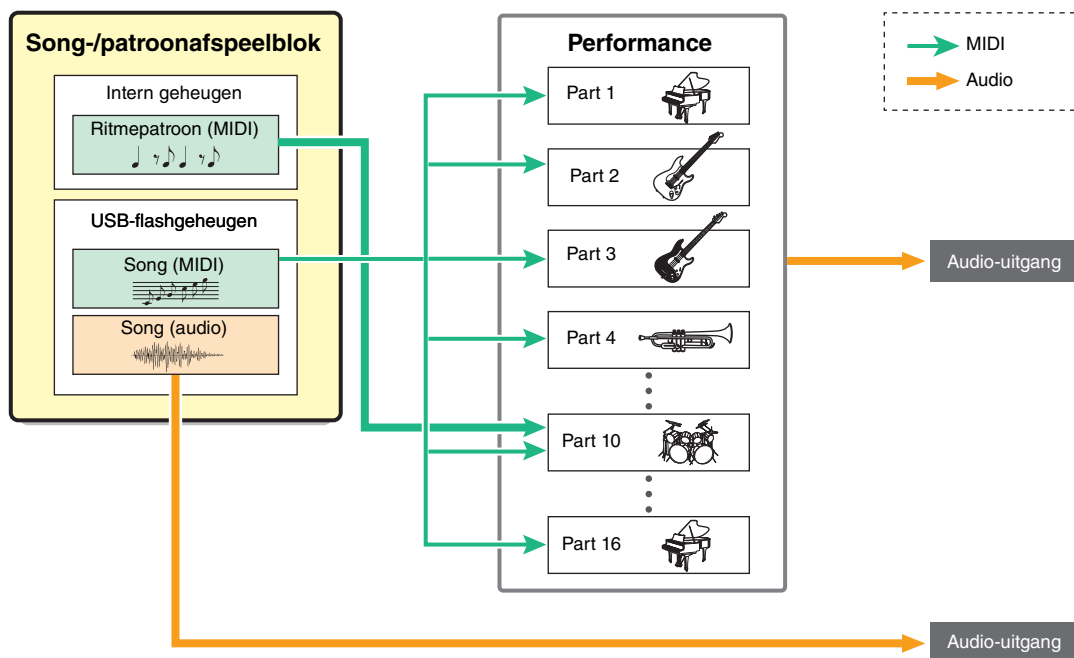 Song-/patroonafspeelblok
Intern geheugen
Ritmepatroon (MIDI)
USB-flashgeheugen
Song (MIDI)
Song (audio)
Performance
Part 1
Part 2
Part 3
Part 4
Part 10
Part 16
MIDI
Audio
Audio-uitgang
Audio-uitgang